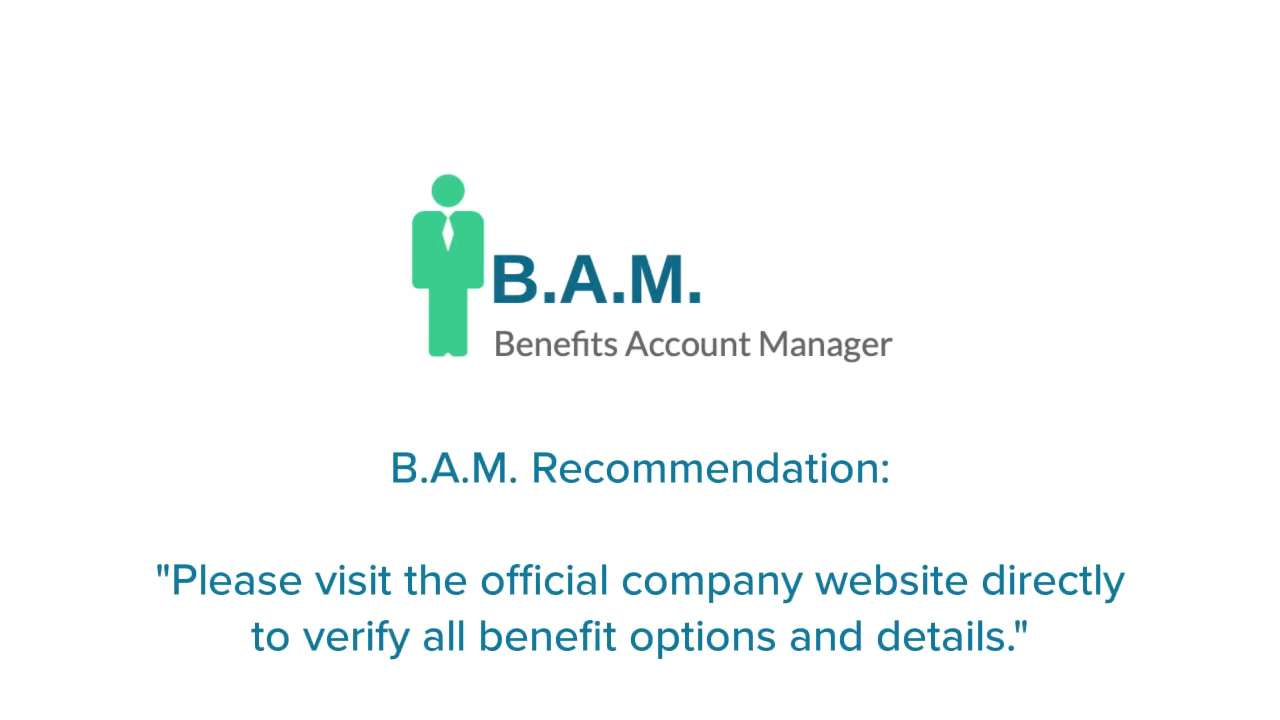 B.A.M.
Benefits Account Manager
B.A.M. Recommendation:
"Please visit the official company website directly
to verify all benefit options and details."